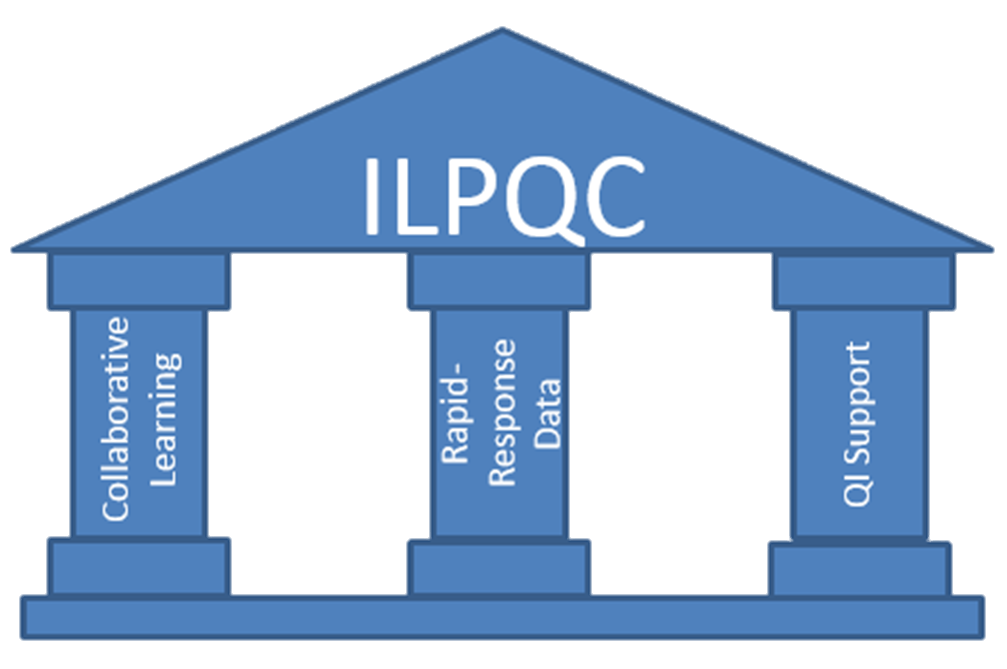 ILPQC
Collaborative
Learning
Rapid-
Response
Data
QI Support